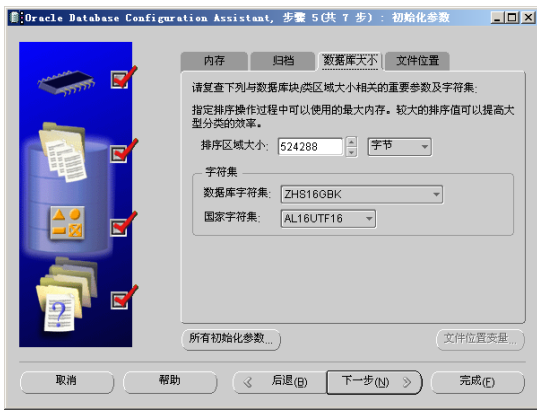 Oracle Database Configuration Assistant, 步骤 5(共 7 步) : 初始化参数
内存 归档 数据库大小 文件位置
请复查下列与数据库块/类区域大小相关的重要参数及字符集:
指定排序操作过程中可以使用的最大内存。较大的排序值可以提高大
型分类的效率。
排序区域大小: 524288 字节
字符集
数据库字符集: ZHS16GBK
国家字符集: AL16UTF16
所有初始化参数... 文件位置变量...
取消 帮助 后退(B) 下一步(N) 完成(F)